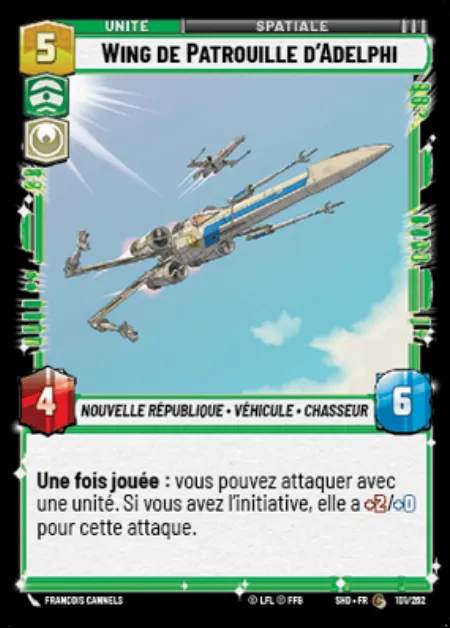 UNITÉ SPATIALE
5 WING DE PATROUILLE D'ADELPHI
4 NOUVELLE RÉPUBLIQUE • VÉHICULE • CHASSEUR 6
Une fois jouée : vous pouvez attaquer avec
une unité. Si vous avez l'initiative, elle a +2/+0
pour cette attaque.
FRANCOIS CANNELS © LFL © FFG SHD • FR C 101/262